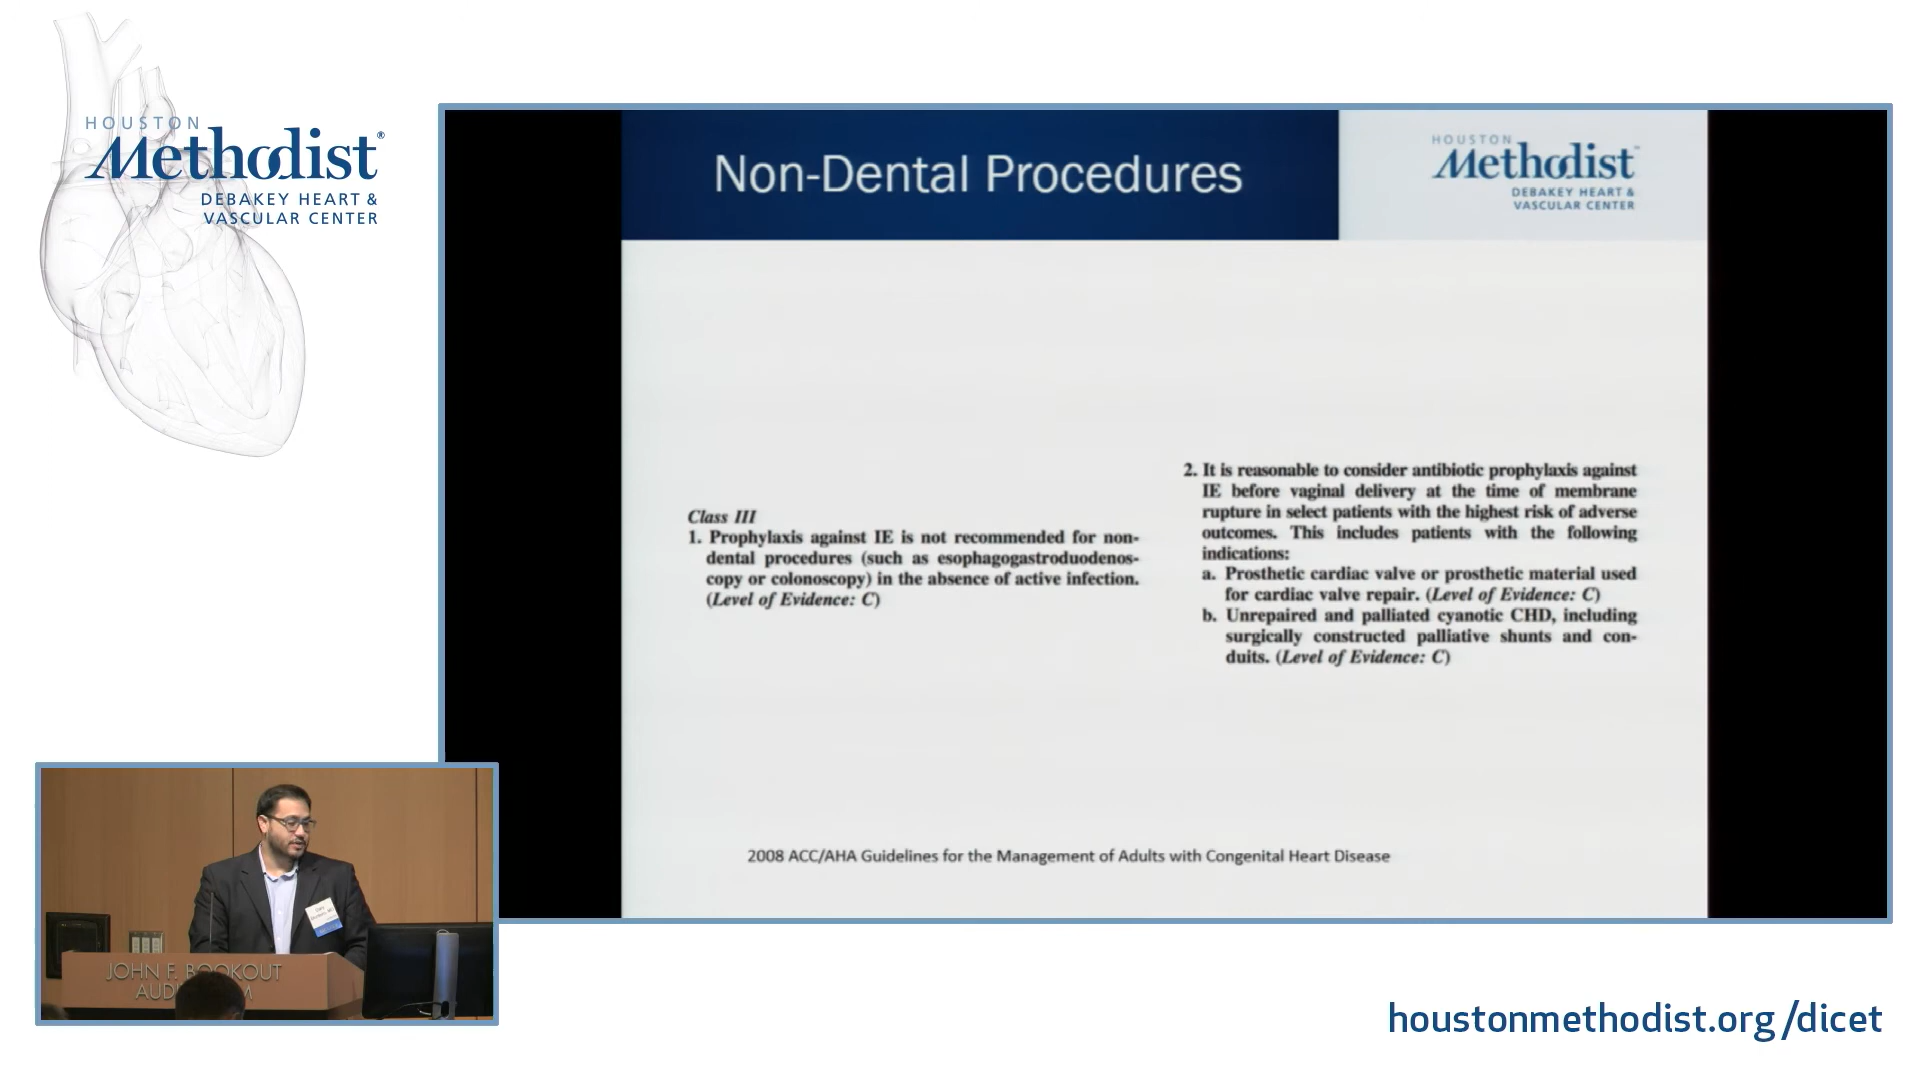 HOUSTON
Methodist®
DEBAKEY HEART &
VASCULAR CENTER
Non-Dental Procedures
HOUSTON
Methodist™
DEBAKEY HEART &
VASCULAR CENTER
Class III
1. Prophylaxis against IE is not recommended for non-
dental procedures (such as esophagogastroduodenos-
copy or colonoscopy) in the absence of active infection.
(Level of Evidence: C)
2. It is reasonable to consider antibiotic prophylaxis against
IE before vaginal delivery at the time of membrane
rupture in select patients with the highest risk of adverse
outcomes. This includes patients with the following
indications:
a. Prosthetic cardiac valve or prosthetic material used
for cardiac valve repair. (Level of Evidence: C)
b. Unrepaired and palliated cyanotic CHD, including
surgically constructed palliative shunts and con-
duits. (Level of Evidence: C)
2008 ACC/AHA Guidelines for the Management of Adults with Congenital Heart Disease
JOHN F. BOOKOUT
houstonmethodist.org/dicet